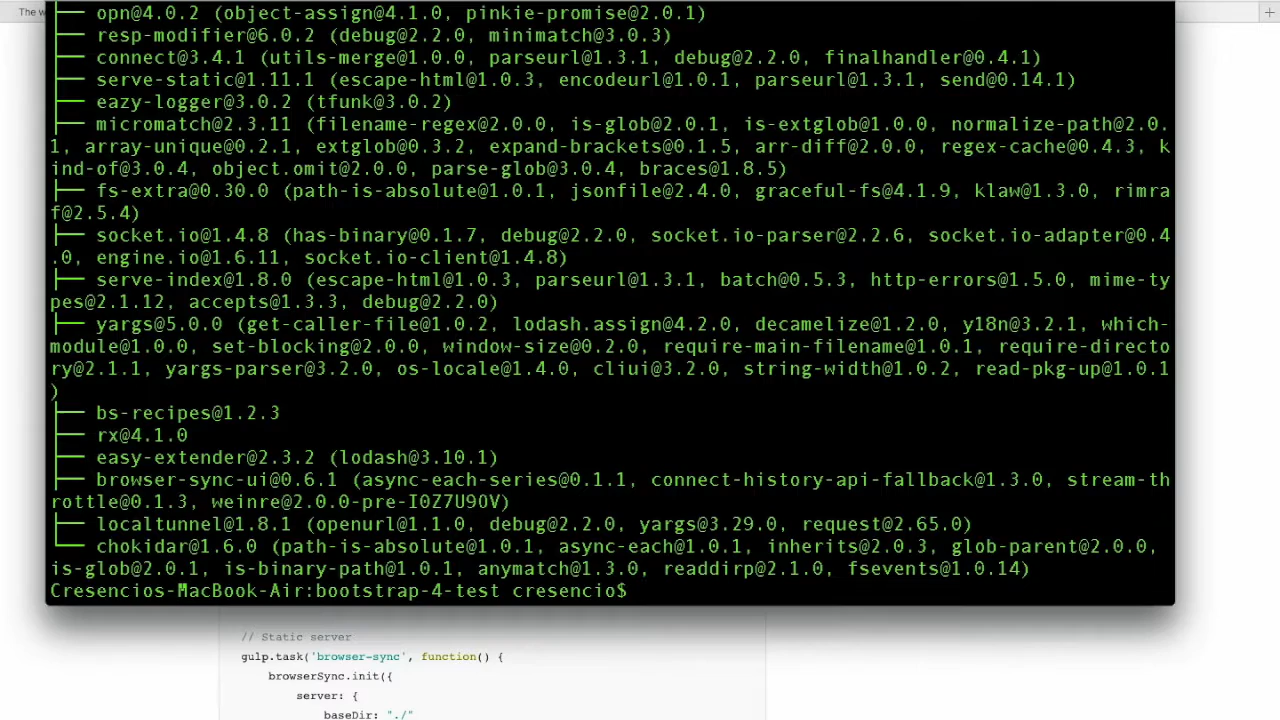 The w
├── opn@4.0.2 (object-assign@4.1.0, pinkie-promise@2.0.1)
├── resp-modifier@6.0.2 (debug@2.2.0, minimatch@3.0.3)
├── connect@3.4.1 (utils-merge@1.0.0, parseurl@1.3.1, debug@2.2.0, finalhandler@0.4.1)
├── serve-static@1.11.1 (escape-html@1.0.3, encodeurl@1.0.1, parseurl@1.3.1, send@0.14.1)
├── eazy-logger@3.0.2 (tfunk@3.0.2)
├── micromatch@2.3.11 (filename-regex@2.0.0, is-glob@2.0.1, is-extglob@1.0.0, normalize-path@2.0.
1, array-unique@0.2.1, extglob@0.3.2, expand-brackets@0.1.5, arr-diff@2.0.0, regex-cache@0.4.3, k
ind-of@3.0.4, object.omit@2.0.0, parse-glob@3.0.4, braces@1.8.5)
├── fs-extra@0.30.0 (path-is-absolute@1.0.1, jsonfile@2.4.0, graceful-fs@4.1.9, klaw@1.3.0, rimra
f@2.5.4)
├── socket.io@1.4.8 (has-binary@0.1.7, debug@2.2.0, socket.io-parser@2.2.6, socket.io-adapter@0.4
.0, engine.io@1.6.11, socket.io-client@1.4.8)
├── serve-index@1.8.0 (escape-html@1.0.3, parseurl@1.3.1, batch@0.5.3, http-errors@1.5.0, mime-ty
pes@2.1.12, accepts@1.3.3, debug@2.2.0)
├── yargs@5.0.0 (get-caller-file@1.0.2, lodash.assign@4.2.0, decamelize@1.2.0, y18n@3.2.1, which-
module@1.0.0, set-blocking@2.0.0, window-size@0.2.0, require-main-filename@1.0.1, require-directo
ry@2.1.1, yargs-parser@3.2.0, os-locale@1.4.0, cliui@3.2.0, string-width@1.0.2, read-pkg-up@1.0.1
)
├── bs-recipes@1.2.3
├── rx@4.1.0
├── easy-extender@2.3.2 (lodash@3.10.1)
├── browser-sync-ui@0.6.1 (async-each-series@0.1.1, connect-history-api-fallback@1.3.0, stream-th
rottle@0.1.3, weinre@2.0.0-pre-I0Z7U9OV)
├── localtunnel@1.8.1 (openurl@1.1.0, debug@2.2.0, yargs@3.29.0, request@2.65.0)
└── chokidar@1.6.0 (path-is-absolute@1.0.1, async-each@1.0.1, inherits@2.0.3, glob-parent@2.0.0,
is-glob@2.0.1, is-binary-path@1.0.1, anymatch@1.3.0, readdirp@2.1.0, fsevents@1.0.14)
Cresencios-MacBook-Air:bootstrap-4-test cresencio$
// Static server
gulp.task('browser-sync', function() {
browserSync.init({
server: {
baseDir: "./"